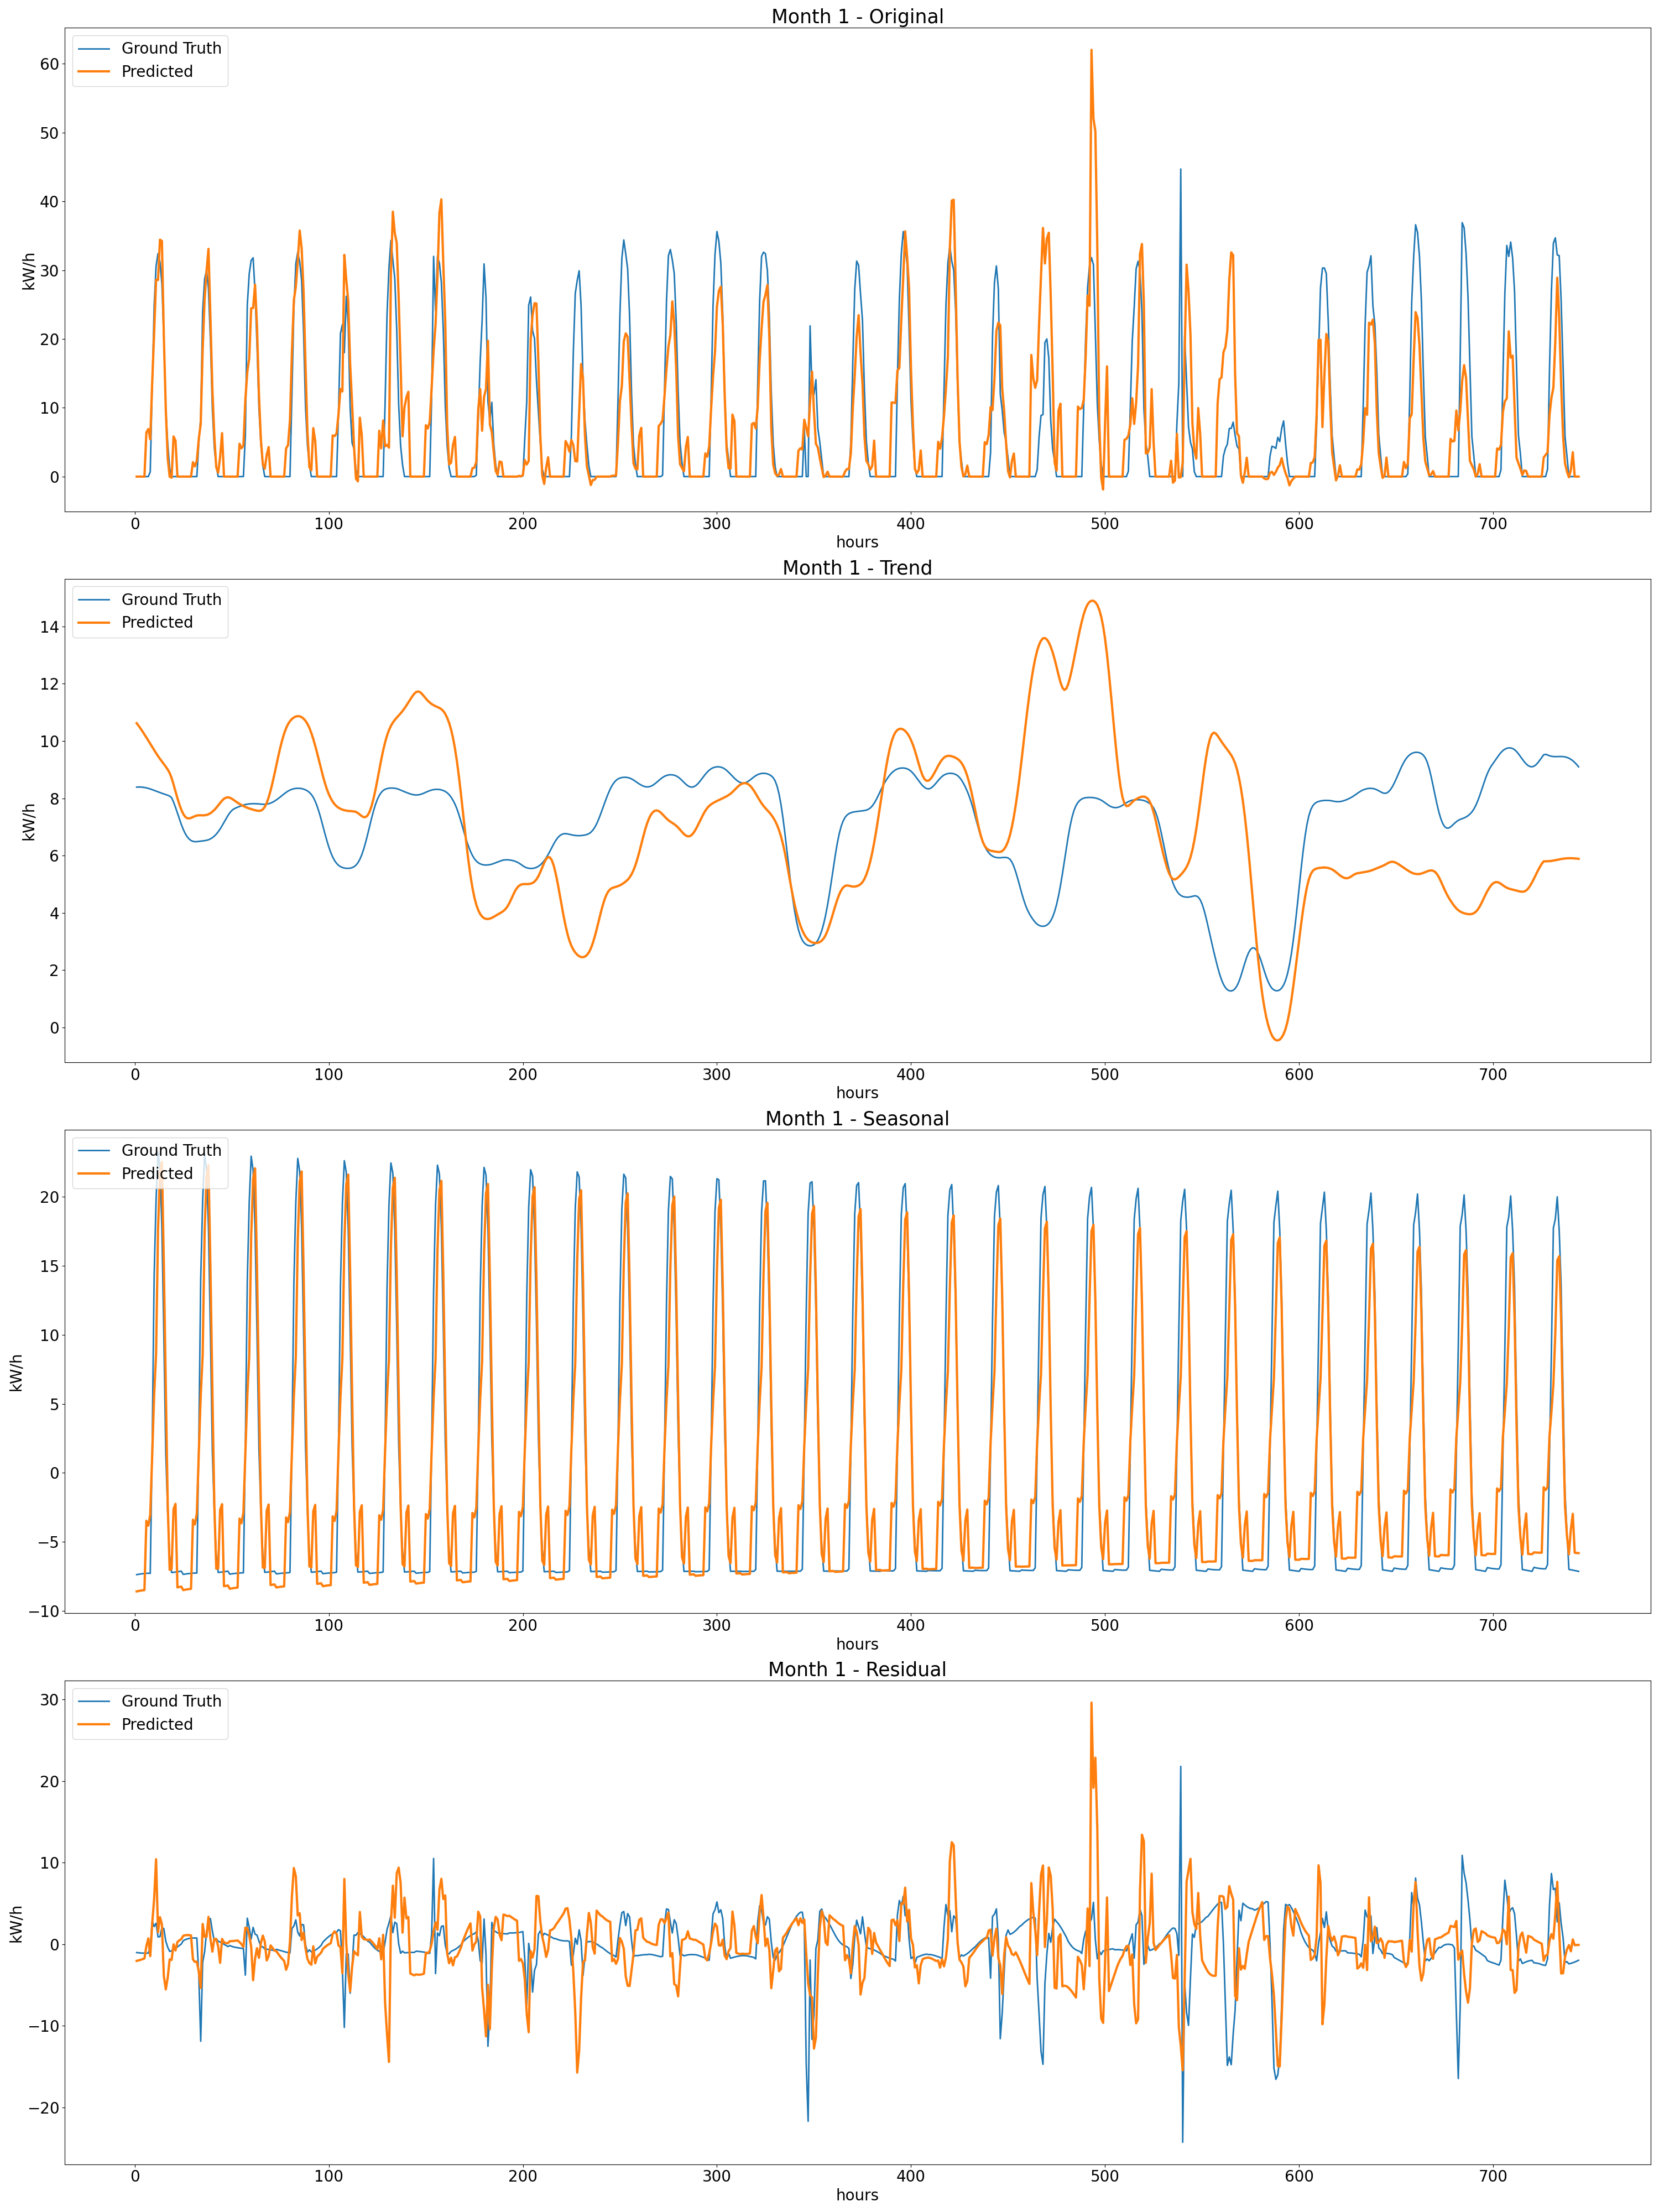 Month 1 - Original
Ground Truth
Predicted
60
50
40
30
20
10
0
kW/h
0 100 200 300 400 500 600 700
hours
Month 1 - Trend
Ground Truth
Predicted
14
12
10
8
6
4
2
0
kW/h
0 100 200 300 400 500 600 700
hours
Month 1 - Seasonal
Ground Truth
Predicted
20
15
10
5
0
−5
−10
kW/h
0 100 200 300 400 500 600 700
hours
Month 1 - Residual
Ground Truth
Predicted
30
20
10
0
−10
−20
kW/h
0 100 200 300 400 500 600 700
hours